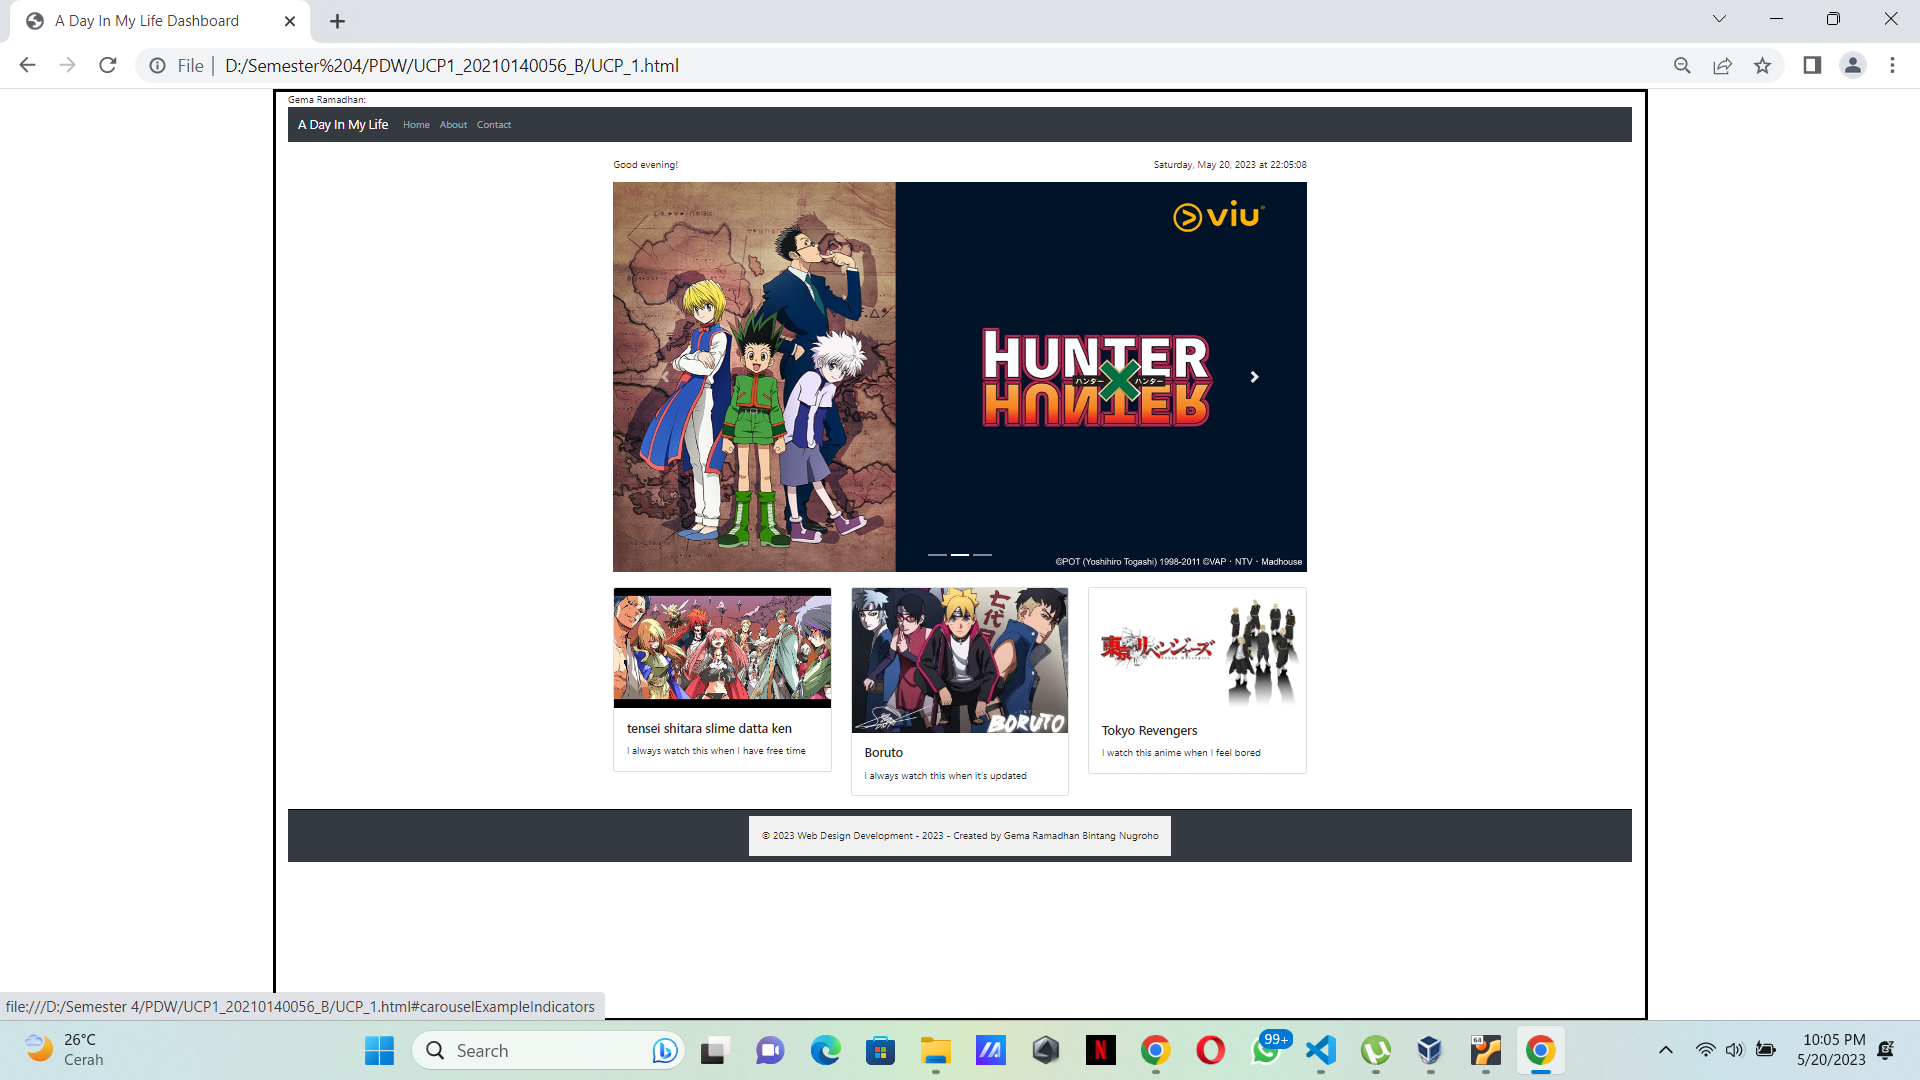 A Day In My Life Dashboard
File | D:/Semester%204/PDW/UCP1_20210140056_B/UCP_1.html
Gema Ramadhan:
A Day In My Life Home About Contact
Good evening! Saturday, May 20, 2023 at 22:05:08
viu
HUNTER
ハンター X ハンター
HUNTER
©POT (Yoshihiro Togashi) 1998-2011 ©VAP・NTV・Madhouse
七代
BORUTO
東京リベンジャーズ
tensei shitara slime datta ken
I always watch this when I have free time
Boruto
I always watch this when it's updated
Tokyo Revengers
I watch this anime when I feel bored
© 2023 Web Design Development - 2023 - Created by Gema Ramadhan Bintang Nugroho
file:///D:/Semester 4/PDW/UCP1_20210140056_B/UCP_1.html#carouselExampleIndicators
26°C
Cerah
Search
99+
64
10:05 PM
5/20/2023